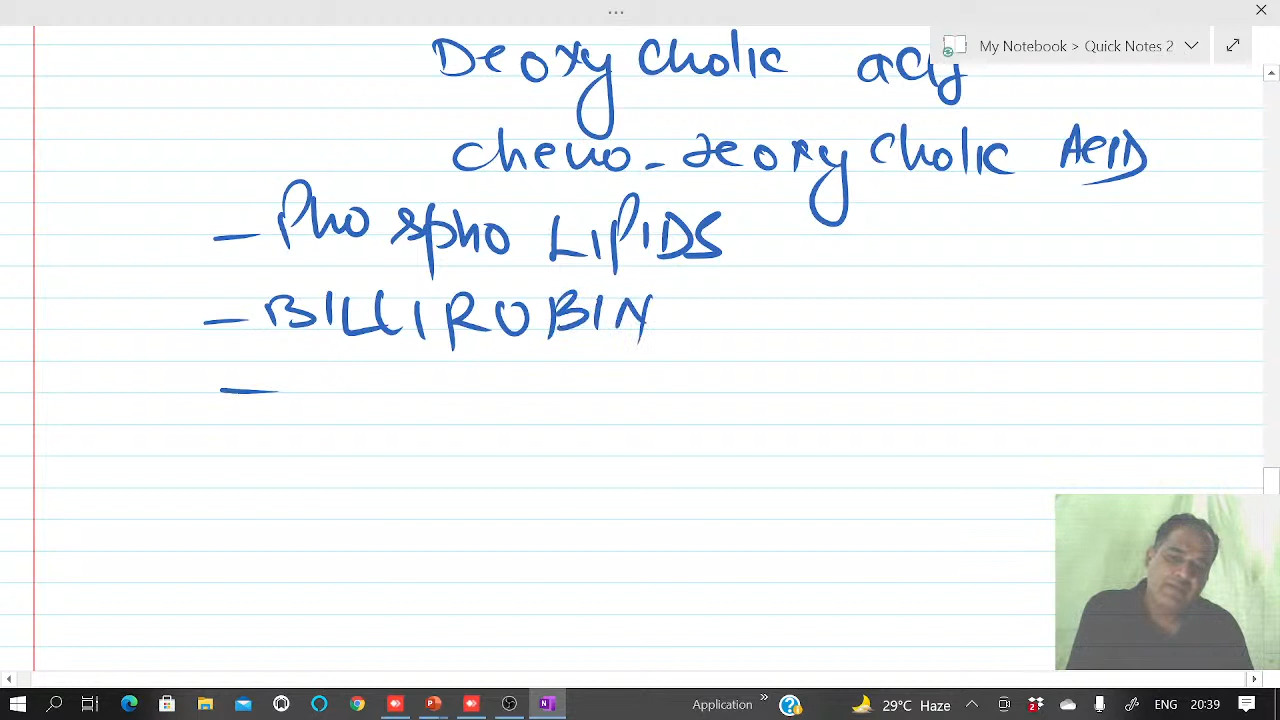 ...
My Notebook > Quick Notes 2
Deoxy Cholic acid
cheno-deoxy cholic ACID
- Phospho LIPIDS
- BILLIRUBIN
-
Application
29°C Haze
ENG
20:39